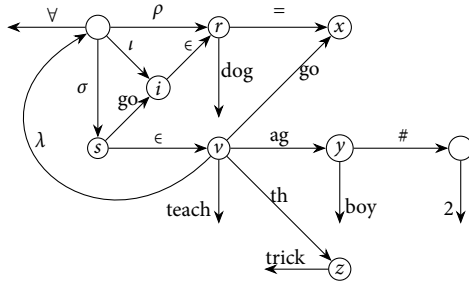 ∀ ρ =
r x
ι ϵ
dog
σ go i go
s ϵ v ag y #
λ
teach th boy 2
trick z